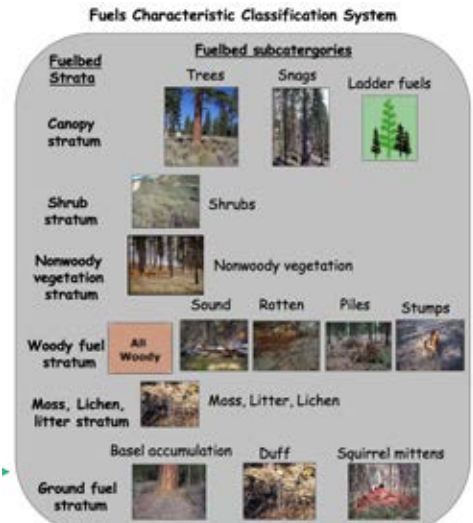 Fuels Characteristic Classification System
Fuelbed subcatergories
Fuelbed
Strata
Trees
Snags
Ladder fuels
Canopy
stratum
Shrub
stratum
Shrubs
Nonwoody
vegetation
stratum
Nonwoody vegetation
Sound
Rotten
Piles
Stumps
Woody fuel
stratum
All
Woody
Moss, Lichen,
litter stratum
Moss, Litter, Lichen
Basel accumulation
Duff
Squirrel mittens
Ground fuel
stratum